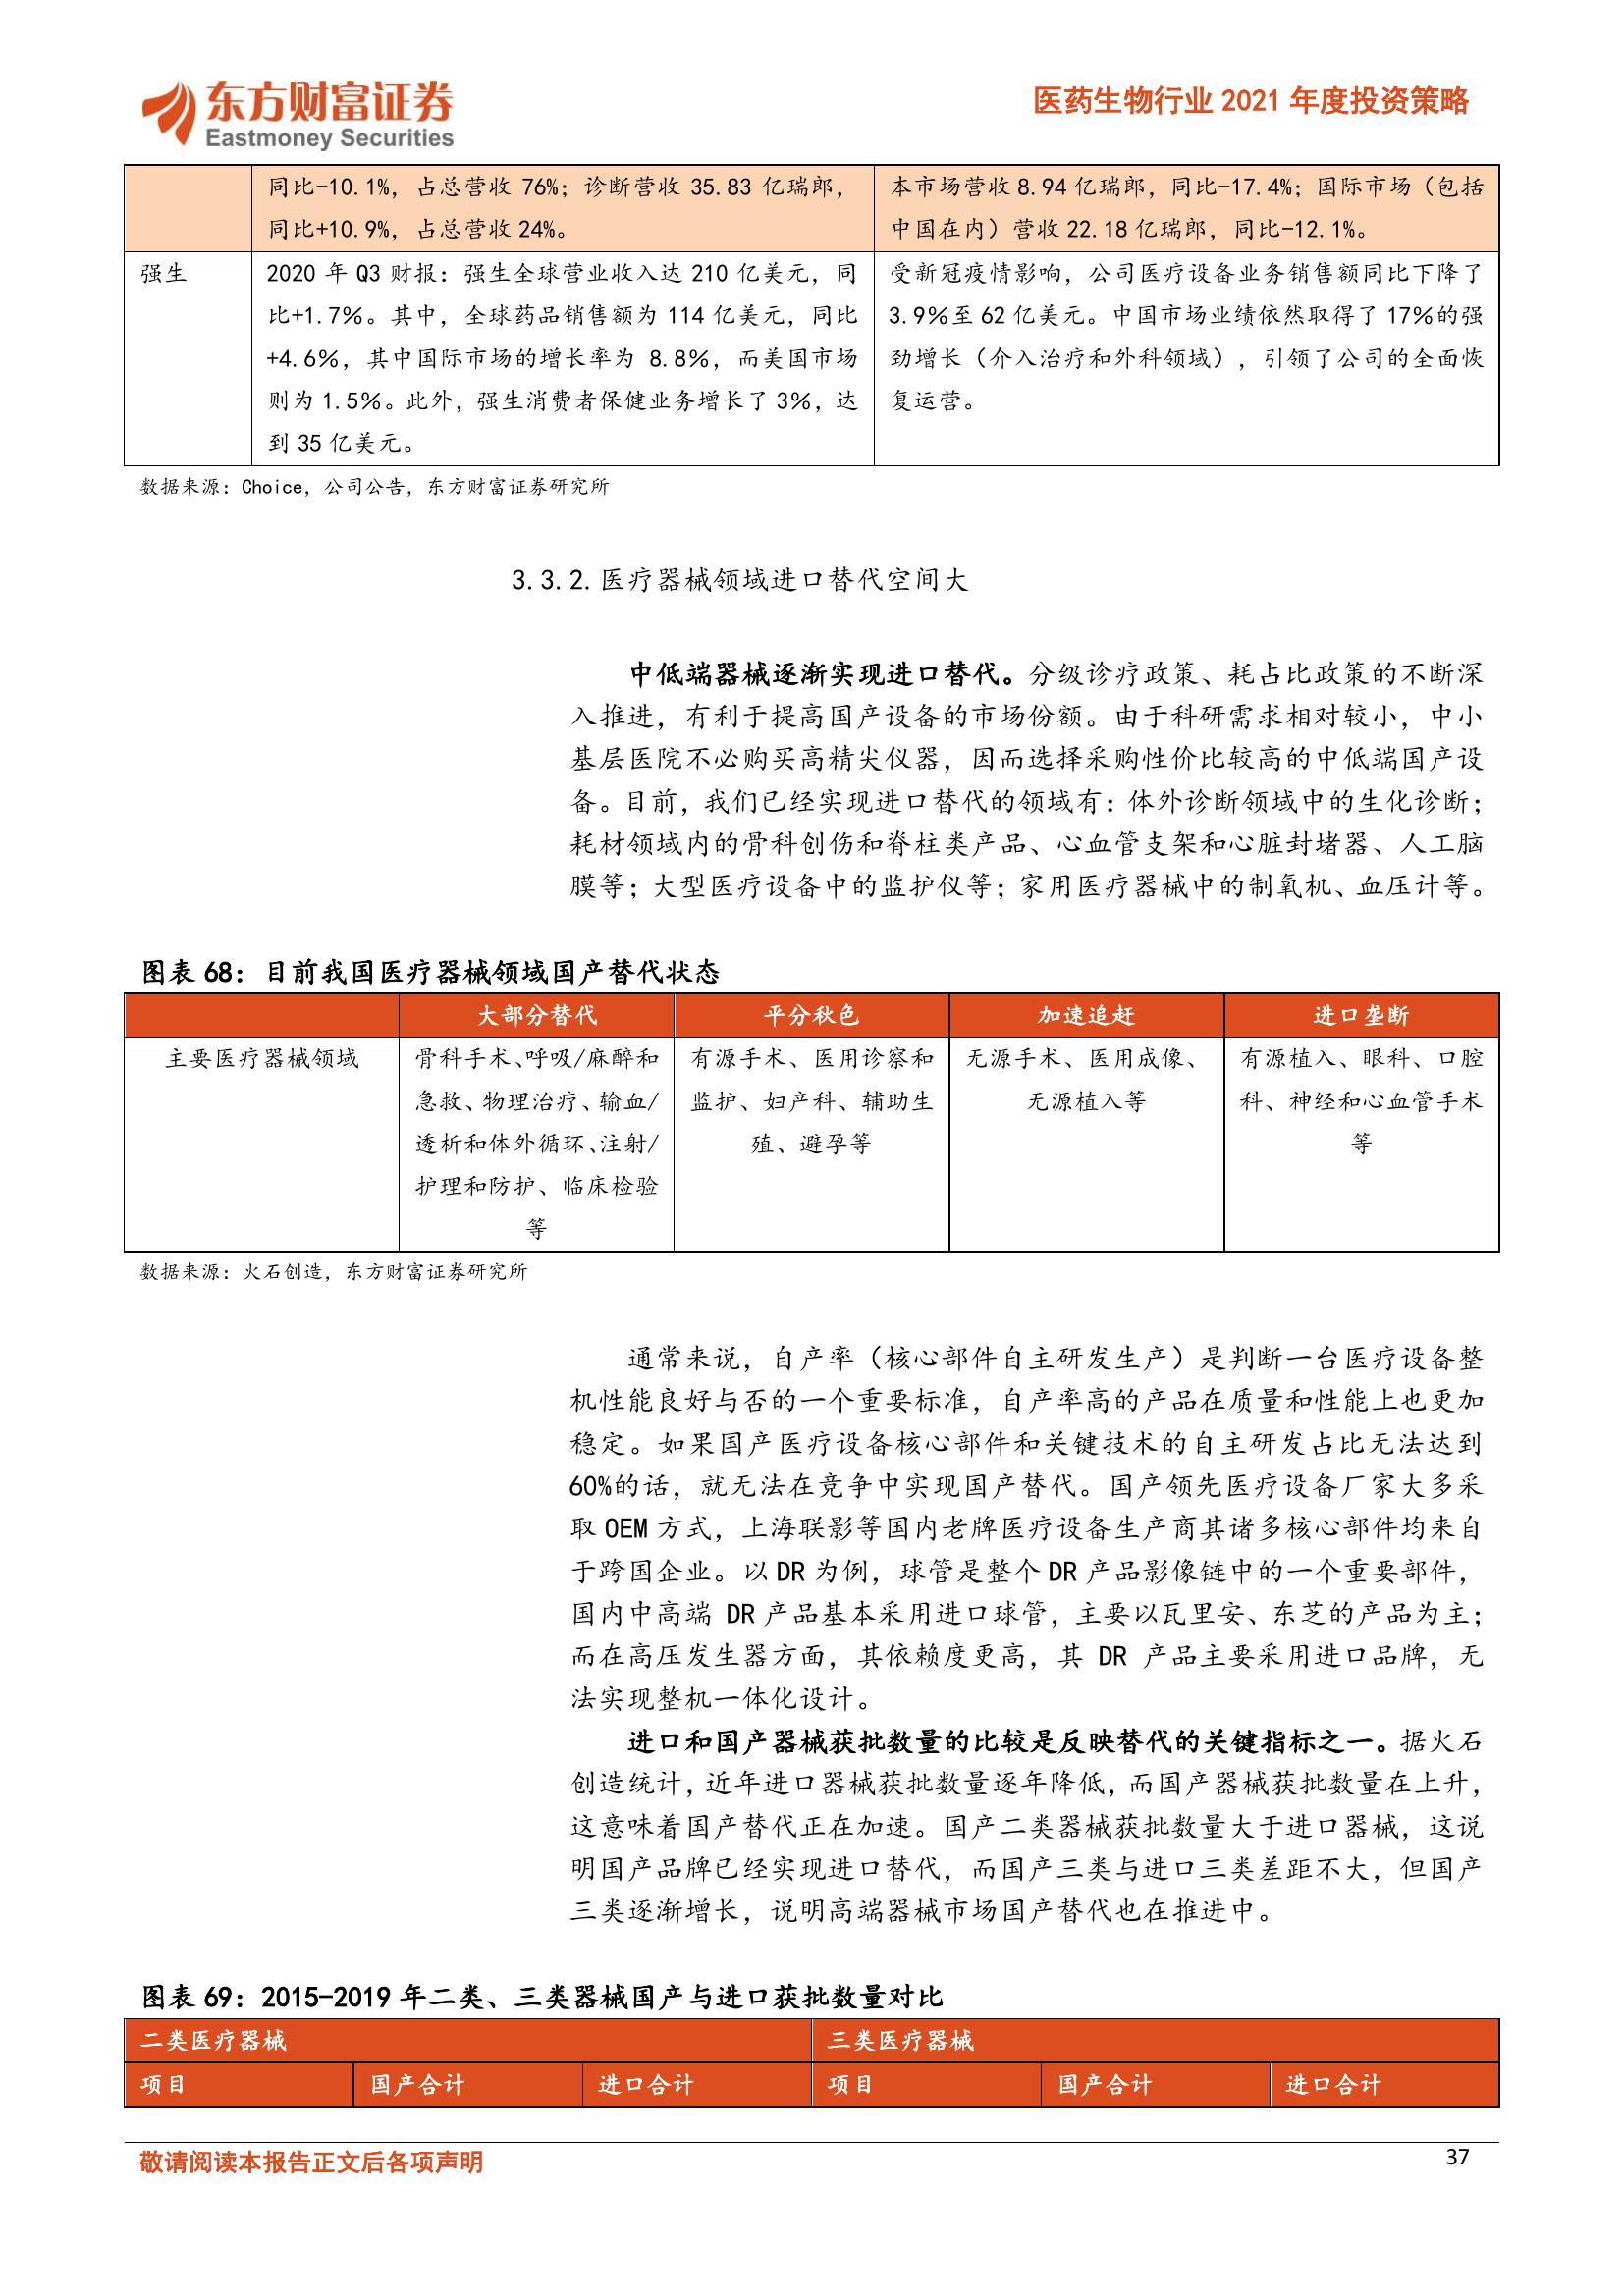 东方财富证券
Eastmoney Securities
医药生物行业 2021 年度投资策略
同比-10.1%，占总营收 76%；诊断营收 35.83 亿瑞郎，
同比+10.9%，占总营收 24%。
本市场营收 8.94 亿瑞郎，同比-17.4%；国际市场（包括
中国在内）营收 22.18 亿瑞郎，同比-12.1%。
强生
2020 年 Q3 财报：强生全球营业收入达 210 亿美元，同
比+1.7%。其中，全球药品销售额为 114 亿美元，同比
+4.6%，其中国际市场的增长率为 8.8%，而美国市场
则为 1.5%。此外，强生消费者保健业务增长了 3%，达
到 35 亿美元。
受新冠疫情影响，公司医疗设备业务销售额同比下降了
3.9%至 62 亿美元。中国市场业绩依然取得了 17%的强
劲增长（介入治疗和外科领域），引领了公司的全面恢
复运营。
数据来源：Choice，公司公告，东方财富证券研究所
3.3.2.医疗器械领域进口替代空间大
中低端器械逐渐实现进口替代。分级诊疗政策、耗占比政策的不断深
入推进，有利于提高国产设备的市场份额。由于科研需求相对较小，中小
基层医院不必购买高精尖仪器，因而选择采购性价比较高的中低端国产设
备。目前，我们已经实现进口替代的领域有：体外诊断领域中的生化诊断；
耗材领域内的骨科创伤和脊柱类产品、心血管支架和心脏封堵器、人工脑
膜等；大型医疗设备中的监护仪等；家用医疗器械中的制氧机、血压计等。
图表 68：目前我国医疗器械领域国产替代状态
大部分替代
平分秋色
加速追赶
进口垄断
主要医疗器械领域
骨科手术、呼吸/麻醉和
急救、物理治疗、输血/
透析和体外循环、注射/
护理和防护、临床检验
等
有源手术、医用诊察和
监护、妇产科、辅助生
殖、避孕等
无源手术、医用成像、
无源植入等
有源植入、眼科、口腔
科、神经和心血管手术
等
数据来源：火石创造，东方财富证券研究所
通常来说，自产率（核心部件自主研发生产）是判断一台医疗设备整
机性能良好与否的一个重要标准，自产率高的产品在质量和性能上也更加
稳定。如果国产医疗设备核心部件和关键技术的自主研发占比无法达到
60%的话，就无法在竞争中实现国产替代。国产领先医疗设备厂家大多采
取 OEM 方式，上海联影等国内老牌医疗设备生产商其诸多核心部件均来自
于跨国企业。以 DR 为例，球管是整个 DR 产品影像链中的一个重要部件，
国内中高端 DR 产品基本采用进口球管，主要以瓦里安、东芝的产品为主；
而在高压发生器方面，其依赖度更高，其 DR 产品主要采用进口品牌，无
法实现整机一体化设计。
进口和国产器械获批数量的比较是反映替代的关键指标之一。据火石
创造统计，近年进口器械获批数量逐年降低，而国产器械获批数量在上升，
这意味着国产替代正在加速。国产二类器械获批数量大于进口器械，这说
明国产品牌已经实现进口替代，而国产三类与进口三类差距不大，但国产
三类逐渐增长，说明高端器械市场国产替代也在推进中。
图表 69：2015-2019 年二类、三类器械国产与进口获批数量对比
二类医疗器械
三类医疗器械
项目
国产合计
进口合计
项目
国产合计
进口合计
敬请阅读本报告正文后各项声明
37